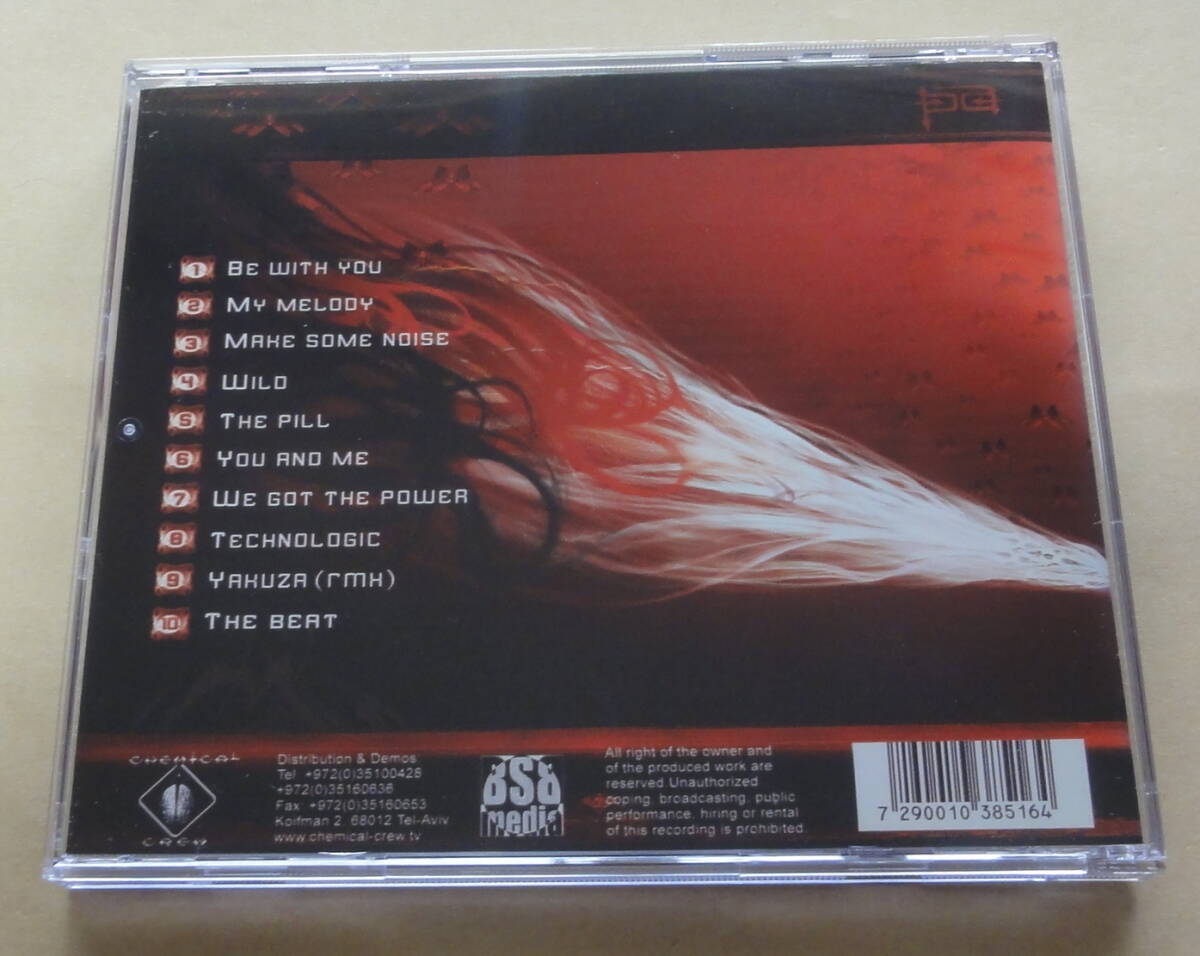 1 Be with you
2 My melody
3 Make some noise
4 Wild
5 The pill
6 You and me
7 We got the power
8 Technologic
9 Yakuza (rmx)
10 The beat
Chemical
Crew
Distribution & Demos
Tel +972(0)35100428
+972(0)35160636
Fax: +972(0)35160653
Koifman 2, 68012 Tel-Aviv
www.chemical-crew.tv
BSB
media
All right of the owner and
of the produced work are
reserved.Unauthorized
coping, broadcasting, public
performance, hiring or rental
of this recording is prohibited.
7 290010 385164